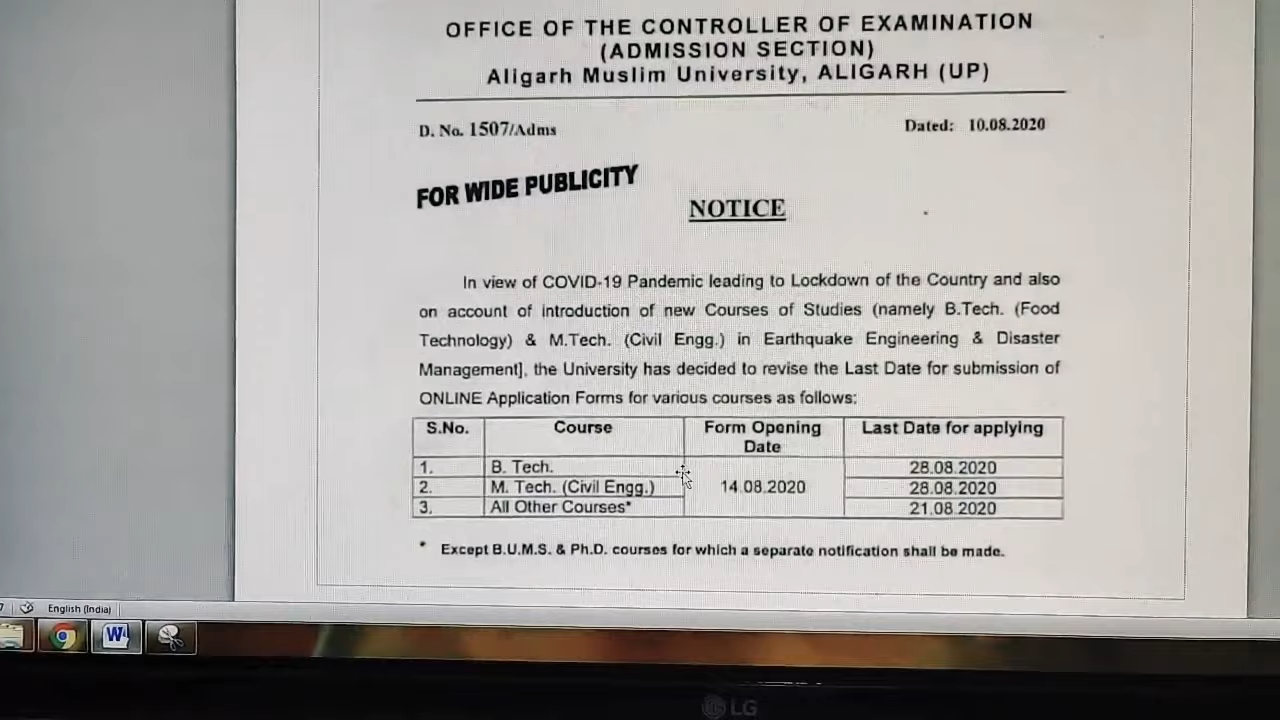 OFFICE OF THE CONTROLLER OF EXAMINATION
(ADMISSION SECTION)
Aligarh Muslim University, ALIGARH (UP)
D. No. 1507/Adms
Dated: 10.08.2020
FOR WIDE PUBLICITY
NOTICE
In view of COVID-19 Pandemic leading to Lockdown of the Country and also
on account of introduction of new Courses of Studies (namely B.Tech. (Food
Technology) & M.Tech. (Civil Engg.) in Earthquake Engineering & Disaster
Management], the University has decided to revise the Last Date for submission of
ONLINE Application Forms for various courses as follows:
S.No. Course Form Opening Date Last Date for applying
1. B. Tech. 14.08.2020 28.08.2020
2. M. Tech. (Civil Engg.) 28.08.2020
3. All Other Courses* 21.08.2020
* Except B.U.M.S. & Ph.D. courses for which a separate notification shall be made.
English (India)
W
LG